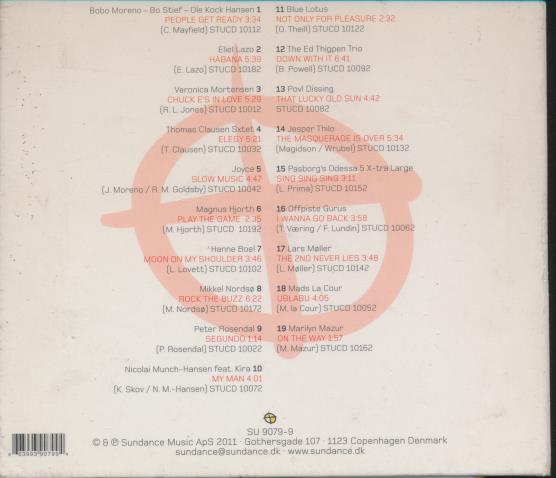 Bobo Moreno – Bo Stief – Ole Kock Hansen 1
PEOPLE GET READY 3:34
(C. Mayfield) STUCD 10112
Eliel Lazo 2
HABANA 5:39
(E. Lazo) STUCD 10182
Veronica Mortensen 3
CHUCK E'S IN LOVE 5:29
(R. L. Jones) STUCD 10012
Thomas Clausen Sxtet 4
ELEGY 5:21
(T. Clausen) STUCD 10032
Joyce 5
SLOW MUSIC 4:47
(J. Moreno / R. M. Goldsby) STUCD 10042
Magnus Hjorth 6
PLAY THE GAME 2:35
(M. Hjorth) STUCD 10192
Hanne Boel 7
MOON ON MY SHOULDER 3:46
(L. Lovett) STUCD 10102
Mikkel Nordsø 8
ROCK THE BUZZ 6:22
(M. Nordsø) STUCD 10172
Peter Rosendal 9
SEGUNDO 1:14
(P. Rosendal) STUCD 10022
Nicolai Munch-Hansen feat. Kira 10
MY MAN 4:01
(K. Skov / N. M.-Hansen) STUCD 10072
11 Blue Lotus
NOT ONLY FOR PLEASURE 2:32
(O. Theill) STUCD 10122
12 The Ed Thigpen Trio
DOWN WITH IT 6:41
(B. Powell) STUCD 10092
13 Povl Dissing
THAT LUCKY OLD SUN 4:42
STUCD 10082
14 Jesper Thilo
THE MASQUERADE IS OVER 5:34
(Magidson / Wrubel) STUCD 10132
15 Pasborg's Odessa 5 X-tra Large
SING SING SING 3:11
(L. Prima) STUCD 10152
16 Offpiste Gurus
I WANNA GO BACK 3:58
(T. Væring / F. Lundin) STUCD 10062
17 Lars Møller
THE 2ND NEVER LIES 3:48
(L. Møller) STUCD 10142
18 Mads La Cour
UBLABU 4:05
(M. la Cour) STUCD 10052
19 Marilyn Mazur
ON THE WAY 1:57
(M. Mazur) STUCD 10162
SU 9079-9
© & ℗ Sundance Music ApS 2011 · Gothersgade 107 · 1123 Copenhagen Denmark
sundance@sundance.dk · www.sundance.dk